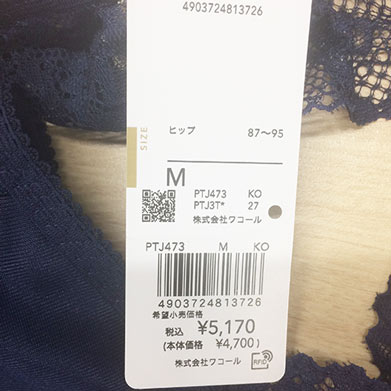 4903724813726
SIZE
ヒップ 87〜95
M
PTJ473 KO
PTJ3T* 27
株式会社ワコール
PTJ473 M KO
4903724813726
希望小売価格
税込 ¥5,170
(本体価格 ¥4,700)
株式会社ワコール RFID